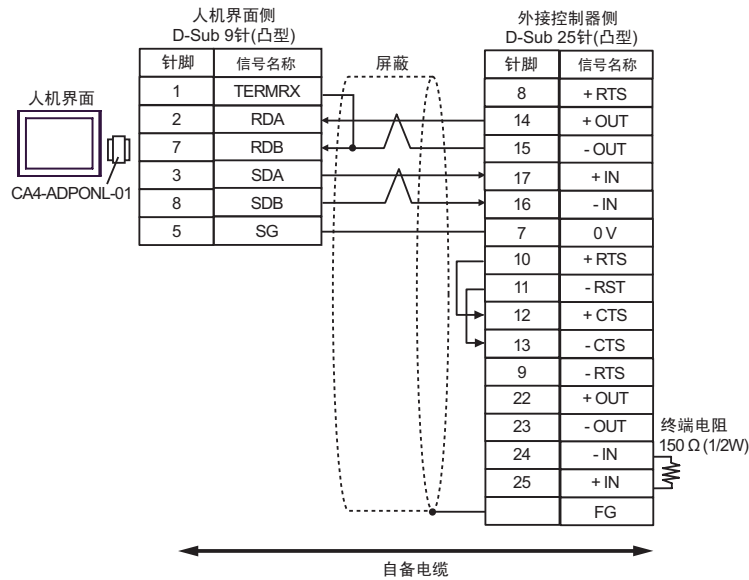 人机界面侧
D-Sub 9针(凸型)
外接控制器侧
D-Sub 25针(凸型)
人机界面
CA4-ADPONL-01
屏蔽
针脚 信号名称
1 TERMRX
2 RDA
7 RDB
3 SDA
8 SDB
5 SG
针脚 信号名称
8 +RTS
14 +OUT
15 -OUT
17 +IN
16 -IN
7 0V
10 +RTS
11 -RST
12 +CTS
13 -CTS
9 -RTS
22 +OUT
23 -OUT
24 -IN
25 +IN
FG
终端电阻
150Ω(1/2W)
自备电缆